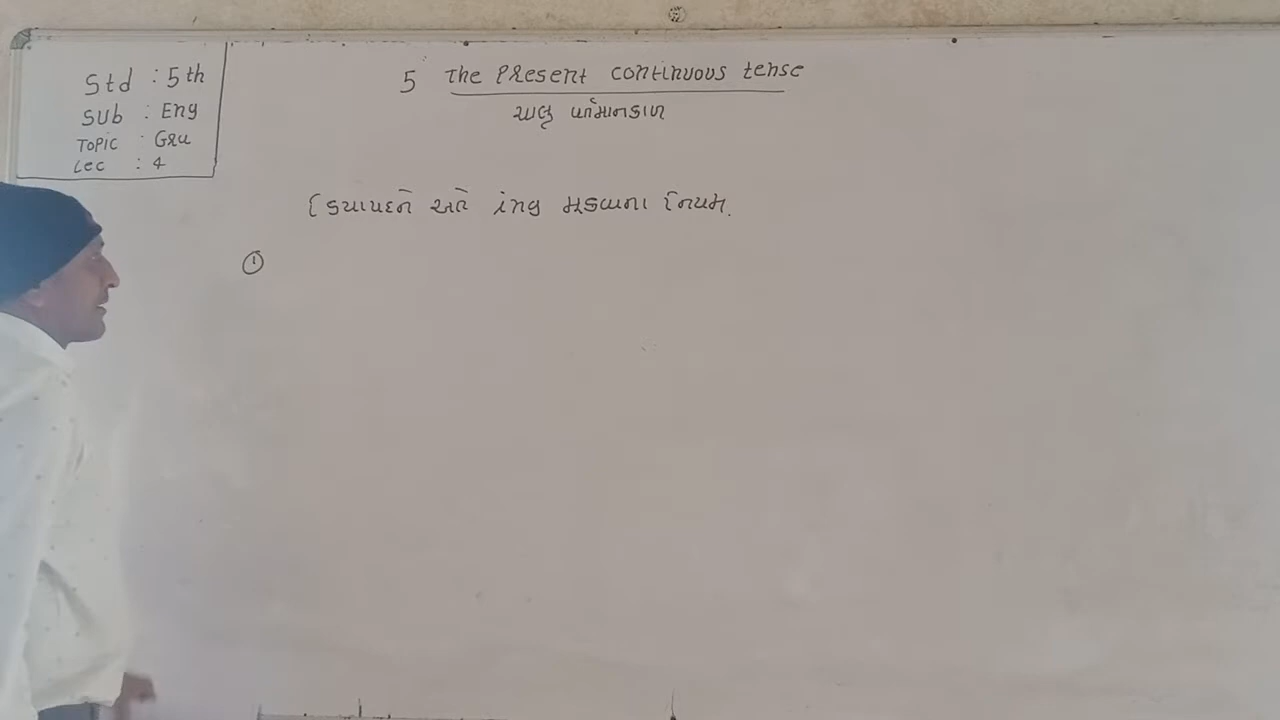 Std : 5th
Sub : Eng
Topic : Gra
Lec : 4
5 The Present continuous tense
ચાલુ વર્તમાનકાળ
ક્રિયાપદને અંતે ing મુકવાના નિયમ.
①